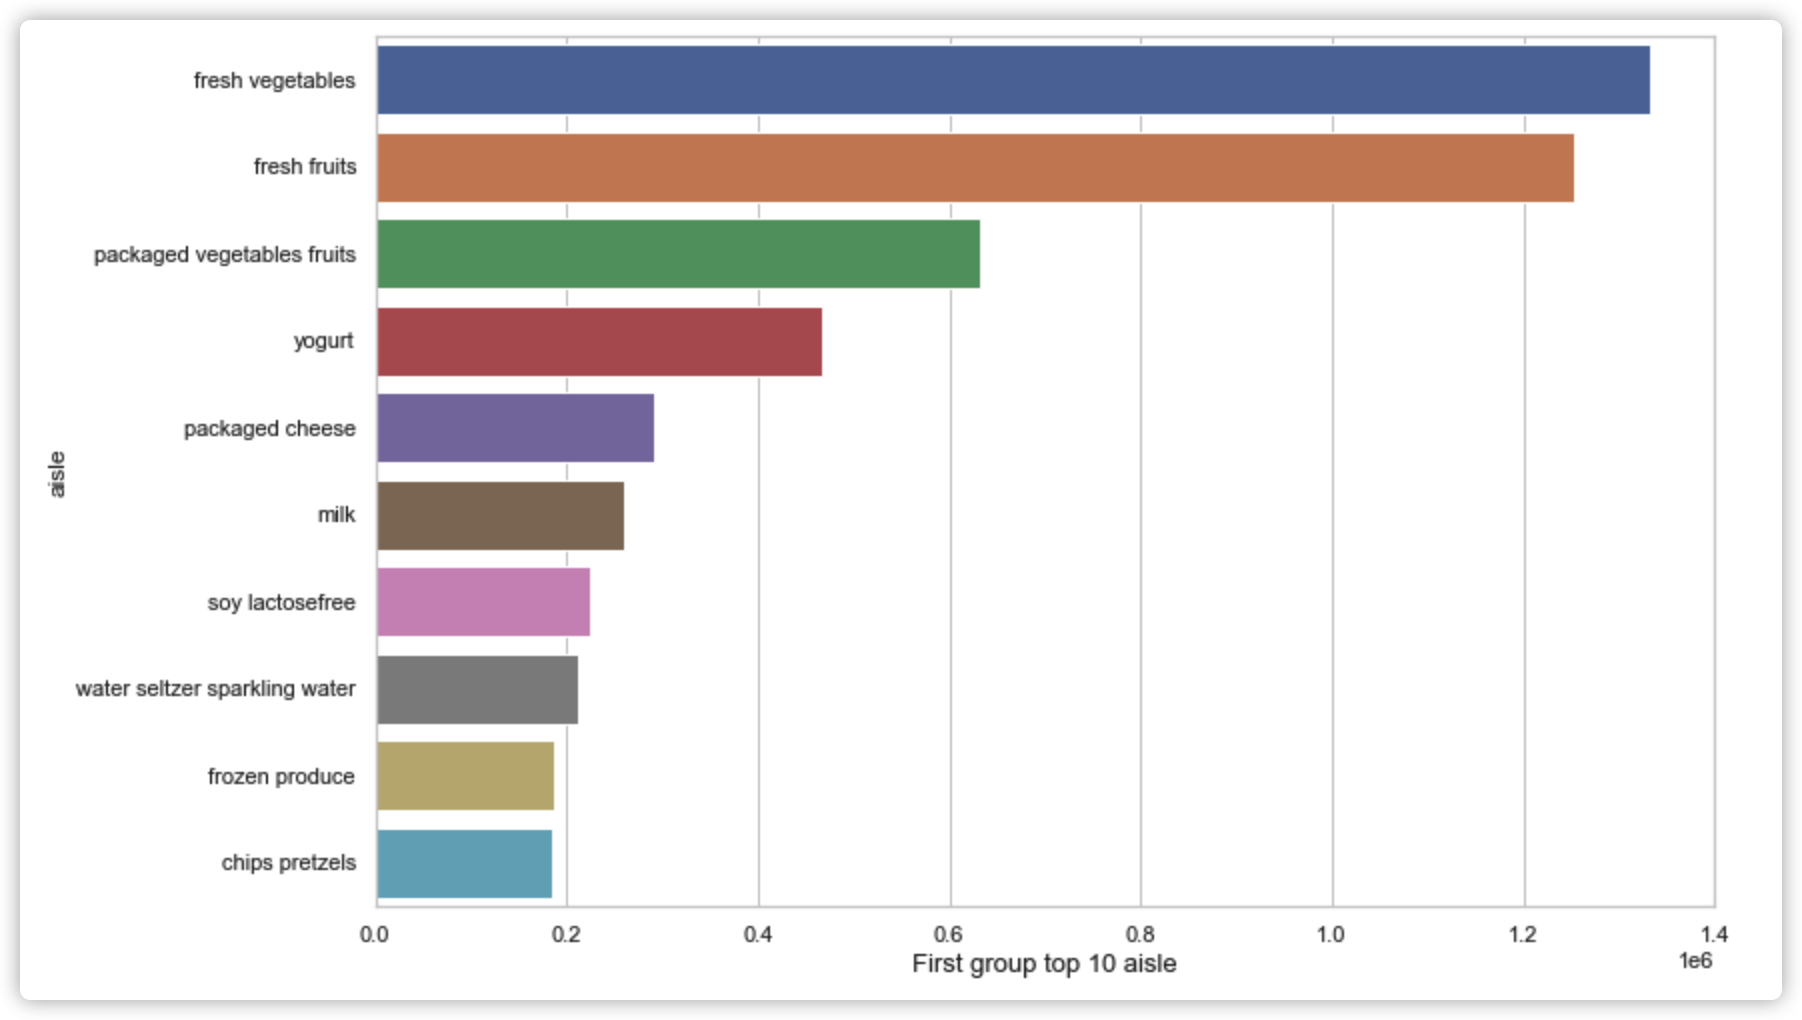 fresh vegetables
fresh fruits
packaged vegetables fruits
yogurt
packaged cheese
milk
soy lactosefree
water seltzer sparkling water
frozen produce
chips pretzels
aisle
0.0 0.2 0.4 0.6 0.8 1.0 1.2 1.4
1e6
First group top 10 aisle